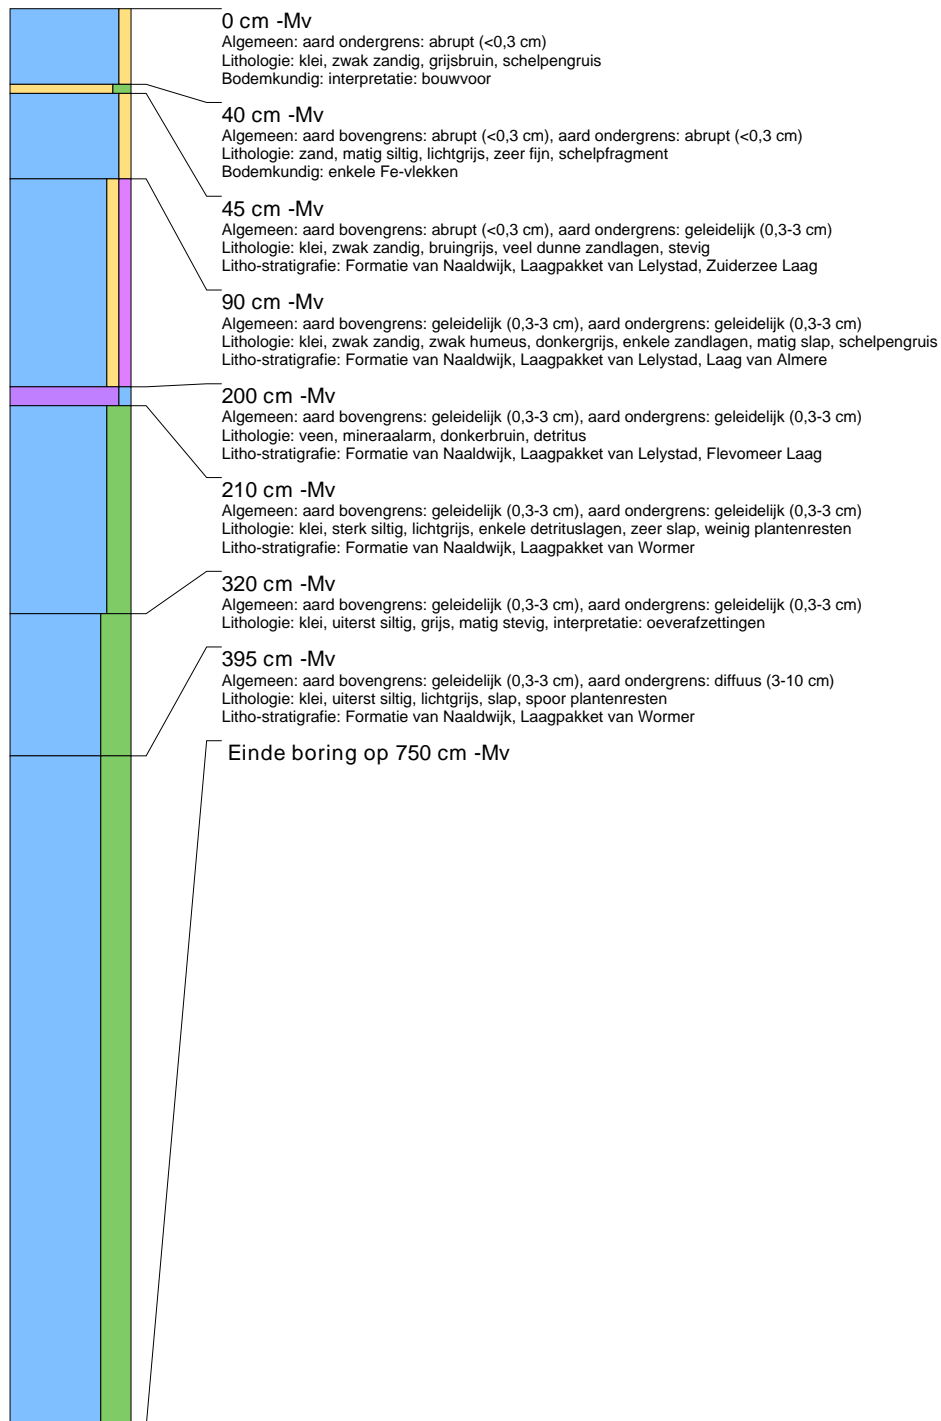 0 cm -Mv
Algemeen: aard ondergrens: abrupt (<0,3 cm)
Lithologie: klei, zwak zandig, grijsbruin, schelpengruis
Bodemkundig: interpretatie: bouwvoor
40 cm -Mv
Algemeen: aard bovengrens: abrupt (<0,3 cm), aard ondergrens: abrupt (<0,3 cm)
Lithologie: zand, matig siltig, lichtgrijs, zeer fijn, schelpfragment
Bodemkundig: enkele Fe-vlekken
45 cm -Mv
Algemeen: aard bovengrens: abrupt (<0,3 cm), aard ondergrens: geleidelijk (0,3-3 cm)
Lithologie: klei, zwak zandig, bruingrijs, veel dunne zandlagen, stevig
Litho-stratigrafie: Formatie van Naaldwijk, Laagpakket van Lelystad, Zuiderzee Laag
90 cm -Mv
Algemeen: aard bovengrens: geleidelijk (0,3-3 cm), aard ondergrens: geleidelijk (0,3-3 cm)
Lithologie: klei, zwak zandig, zwak humeus, donkergrijs, enkele zandlagen, matig slap, schelpengruis
Litho-stratigrafie: Formatie van Naaldwijk, Laagpakket van Lelystad, Laag van Almere
200 cm -Mv
Algemeen: aard bovengrens: geleidelijk (0,3-3 cm), aard ondergrens: geleidelijk (0,3-3 cm)
Lithologie: veen, mineraalarm, donkerbruin, detritus
Litho-stratigrafie: Formatie van Naaldwijk, Laagpakket van Lelystad, Flevomeer Laag
210 cm -Mv
Algemeen: aard bovengrens: geleidelijk (0,3-3 cm), aard ondergrens: geleidelijk (0,3-3 cm)
Lithologie: klei, sterk siltig, lichtgrijs, enkele detrituslagen, zeer slap, weinig plantenresten
Litho-stratigrafie: Formatie van Naaldwijk, Laagpakket van Wormer
320 cm -Mv
Algemeen: aard bovengrens: geleidelijk (0,3-3 cm), aard ondergrens: geleidelijk (0,3-3 cm)
Lithologie: klei, uiterst siltig, grijs, matig stevig, interpretatie: oeverafzettingen
395 cm -Mv
Algemeen: aard bovengrens: geleidelijk (0,3-3 cm), aard ondergrens: diffuus (3-10 cm)
Lithologie: klei, uiterst siltig, lichtgrijs, slap, spoor plantenresten
Litho-stratigrafie: Formatie van Naaldwijk, Laagpakket van Wormer
Einde boring op 750 cm -Mv